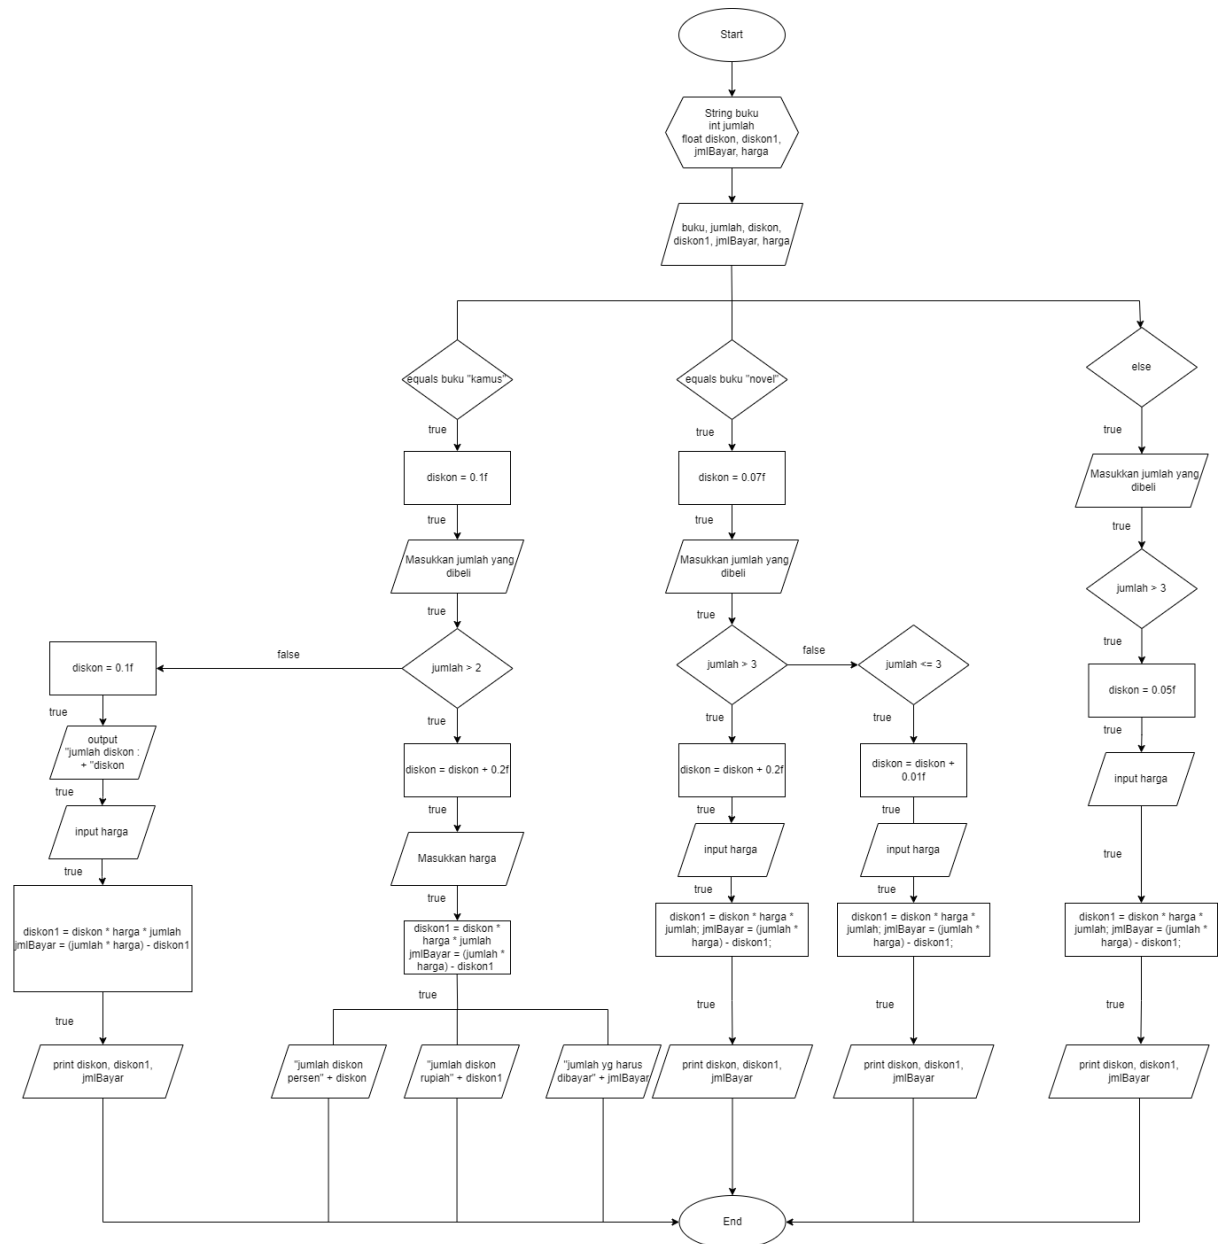 Start
String buku
int jumlah
float diskon, diskon1,
jmlBayar, harga
buku, jumlah, diskon,
diskon1, jmlBayar, harga
equals buku "kamus"
equals buku "novel"
else
true
true
true
diskon = 0.1f
diskon = 0.07f
Masukkan jumlah yang
dibeli
true
true
true
Masukkan jumlah yang
dibeli
Masukkan jumlah yang
dibeli
jumlah > 3
true
true
true
diskon = 0.1f
false
jumlah > 2
jumlah > 3
false
jumlah <= 3
diskon = 0.05f
true
true
true
true
true
output
"jumlah diskon :
+ "diskon
diskon = diskon + 0.2f
diskon = diskon + 0.2f
diskon = diskon +
0.01f
input harga
true
true
true
true
input harga
Masukkan harga
input harga
input harga
true
true
true
true
true
diskon1 = diskon * harga * jumlah
jmlBayar = (jumlah * harga) - diskon1
diskon1 = diskon *
harga * jumlah
jmlBayar = (jumlah *
harga) - diskon1
diskon1 = diskon * harga *
jumlah; jmlBayar = (jumlah *
harga) - diskon1;
diskon1 = diskon * harga *
jumlah; jmlBayar = (jumlah *
harga) - diskon1;
diskon1 = diskon * harga *
jumlah; jmlBayar = (jumlah *
harga) - diskon1;
true
true
true
true
true
print diskon, diskon1,
jmlBayar
"jumlah diskon
persen" + diskon
"jumlah diskon
rupiah" + diskon1
"jumlah yg harus
dibayar" + jmlBayar
print diskon, diskon1,
jmlBayar
print diskon, diskon1,
jmlBayar
print diskon, diskon1,
jmlBayar
End